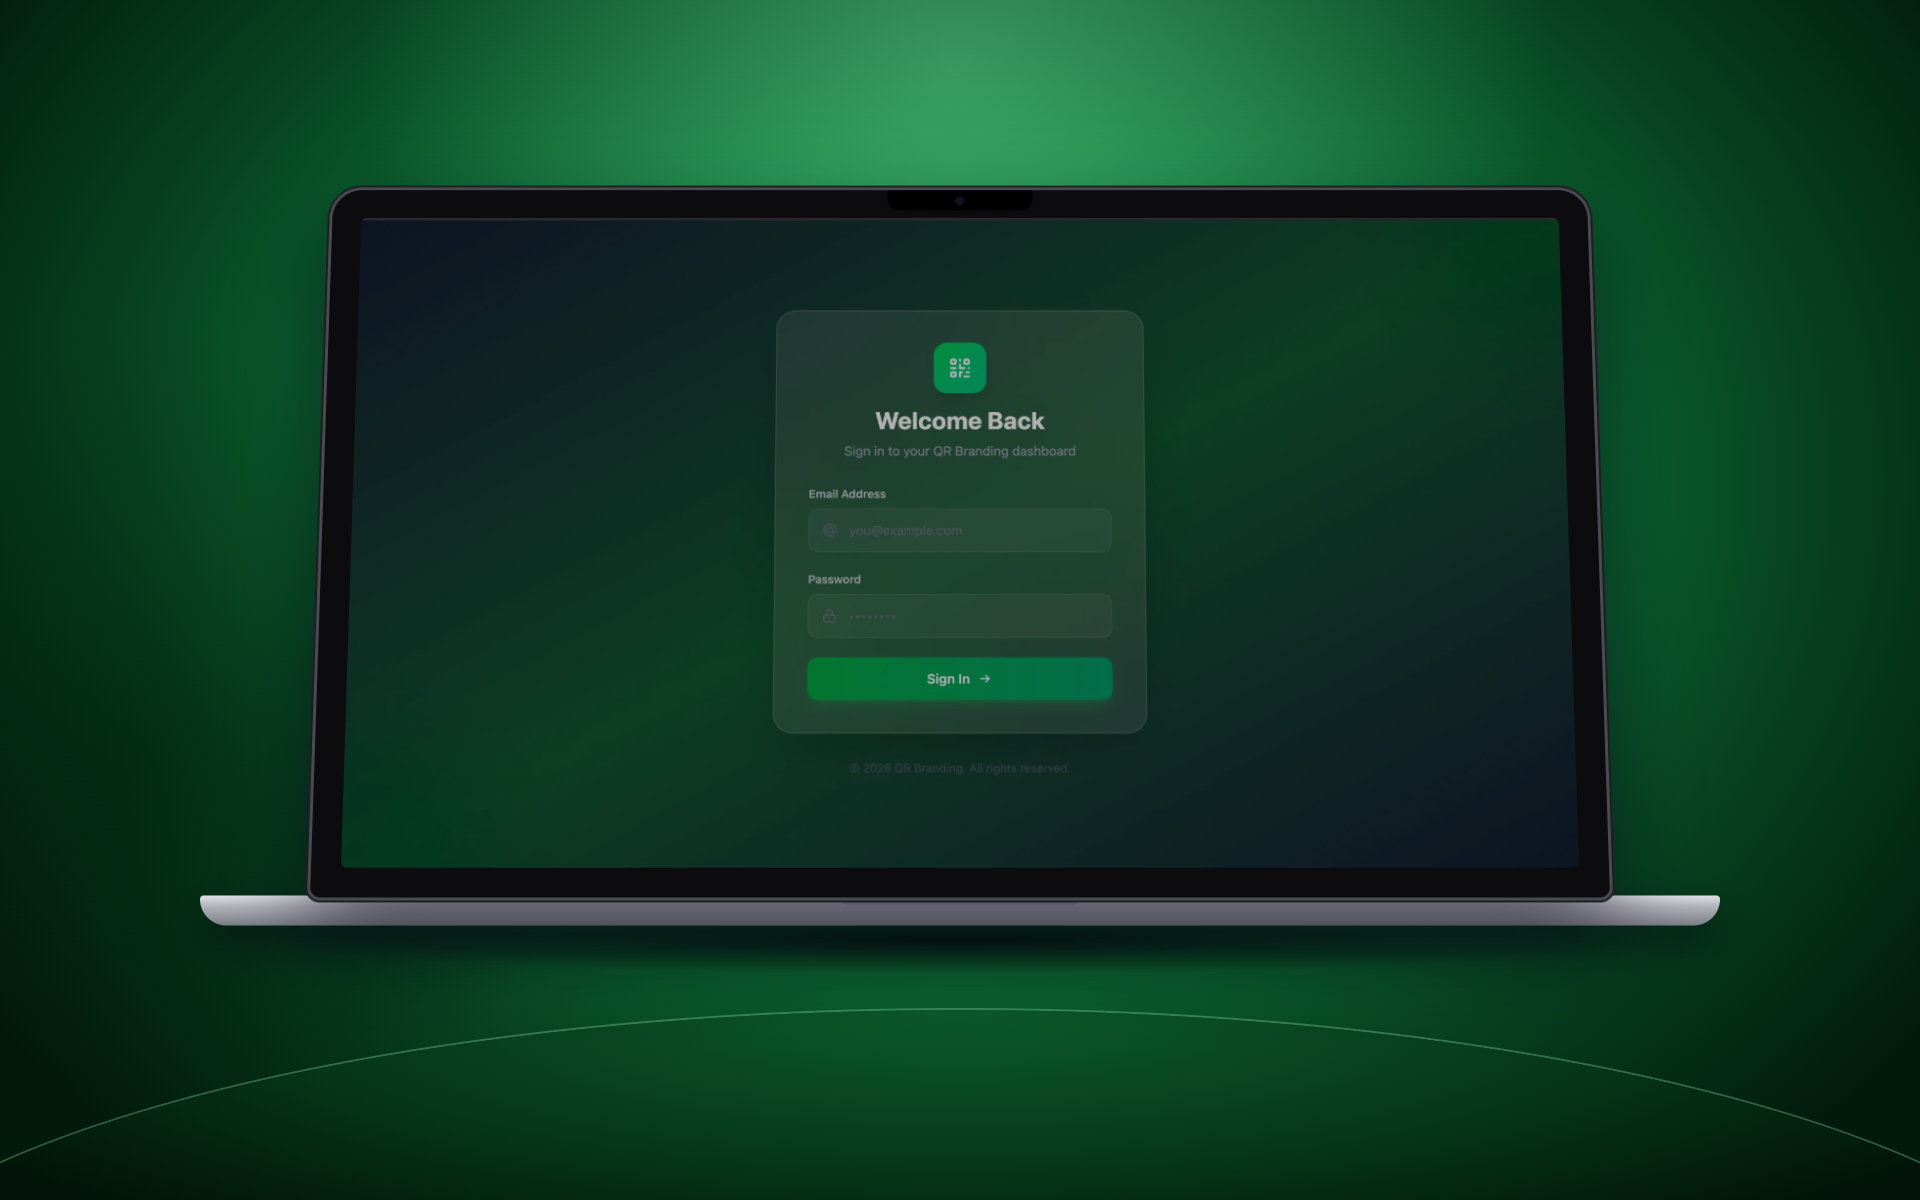 Welcome Back
Sign in to your QR Branding dashboard
Email Address
you@example.com
Password
Sign In →
© 2026 QR Branding. All rights reserved.